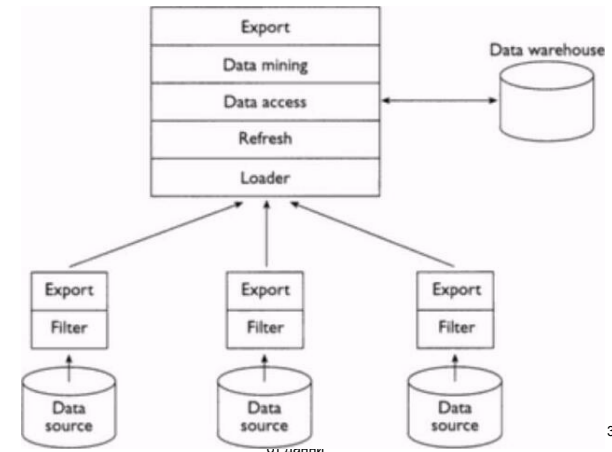 Export
Data warehouse
Data mining
Data access
Refresh
Loader
Export
Export
Export
Filter
Filter
Filter
Data
source
Data
source
Data
source